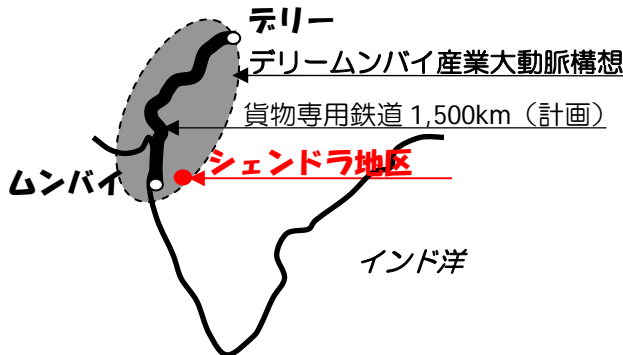 デリー
デリームンバイ産業大動脈構想
貨物専用鉄道 1,500km（計画）
シェンドラ地区
ムンバイ
インド洋